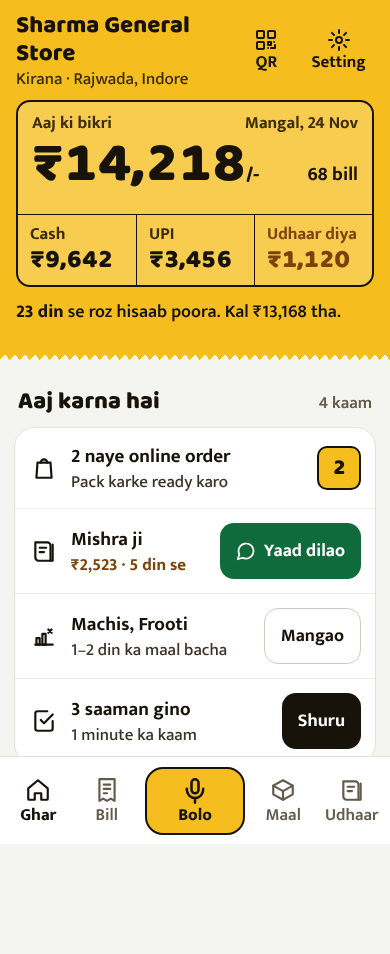 Sharma General
Store
Kirana · Rajwada, Indore
QR
Setting
Aaj ki bikri
Mangal, 24 Nov
₹14,218/-
68 bill
Cash
₹9,642
UPI
₹3,456
Udhaar diya
₹1,120
23 din se roz hisaab poora. Kal ₹13,168 tha.
Aaj karna hai
4 kaam
2 naye online order
Pack karke ready karo
2
Mishra ji
₹2,523 · 5 din se
Yaad dilao
Machis, Frooti
1–2 din ka maal bacha
Mangao
3 saaman gino
1 minute ka kaam
Shuru
Ghar
Bill
Bolo
Maal
Udhaar